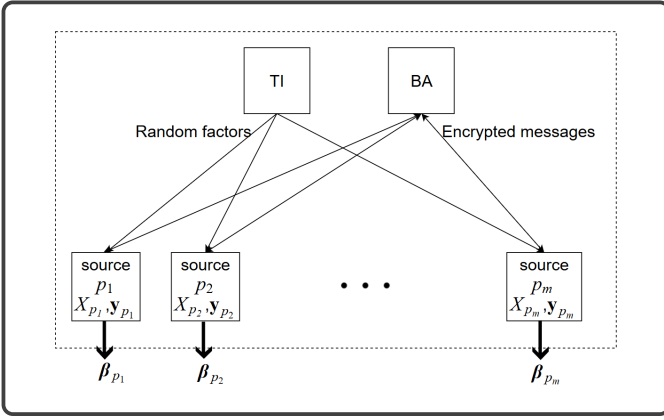 TI
BA
Random factors
Encrypted messages
source
p₁
Xₚ₁,yₚ₁
source
p₂
Xₚ₂,yₚ₂
• • •
source
pₘ
Xₚₘ,yₚₘ
βₚ₁
βₚ₂
βₚₘ